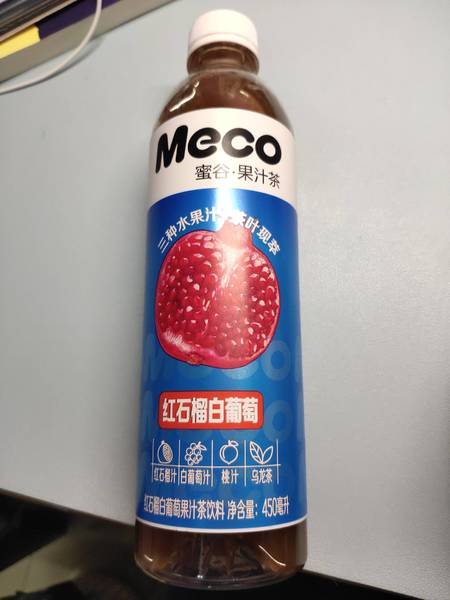 Meco
蜜谷·果汁茶
三种水果汁+茶叶现萃
红石榴白葡萄
红石榴汁 白葡萄汁 桃汁 乌龙茶
红石榴白葡萄果汁茶饮料 净含量：450毫升